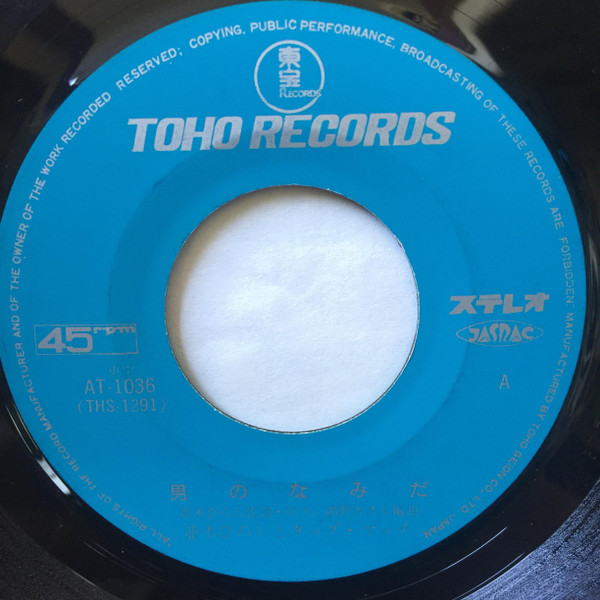 "ALL RIGHTS OF THE RECORD MANUFACTURER AND OF THE OWNER OF THE WORK RECORDED RESERVED; COPYING, PUBLIC PERFORMANCE, BROADCASTING OF THESE RECORDS ARE FORBIDDEN. MANUFACTURED BY TOHO GEION CO., LTD. JAPAN"
東宝
RECORDS
TOHO RECORDS
ステレオ
45rpm
JASRAC
AT-1036
A
(THS-1291)
男のなみだ